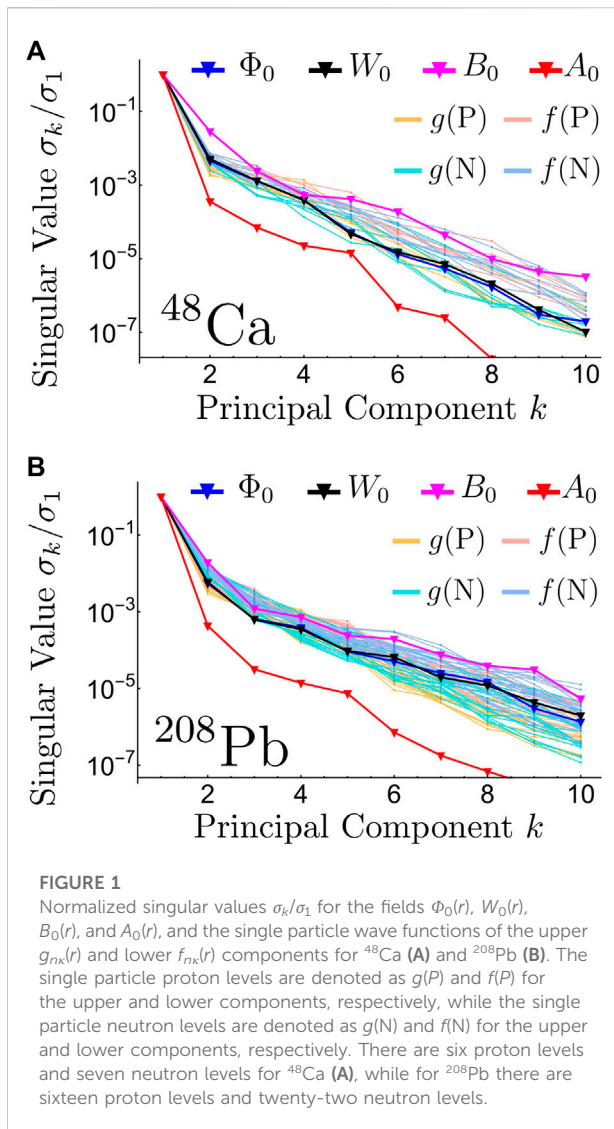 A
Φ₀ W₀ B₀ A₀
g(P) f(P)
g(N) f(N)
Singular Value σₖ/σ₁
10⁻¹
10⁻³
10⁻⁵
10⁻⁷
⁴⁸Ca
2 4 6 8 10
Principal Component k
B
Φ₀ W₀ B₀ A₀
g(P) f(P)
g(N) f(N)
Singular Value σₖ/σ₁
10⁻¹
10⁻³
10⁻⁵
10⁻⁷
²⁰⁸Pb
2 4 6 8 10
Principal Component k
FIGURE 1
Normalized singular values σₖ/σ₁ for the fields Φ₀(r), W₀(r),
B₀(r), and A₀(r), and the single particle wave functions of the upper
gₙκ(r) and lower fₙκ(r) components for ⁴⁸Ca (A) and ²⁰⁸Pb (B). The
single particle proton levels are denoted as g(P) and f(P) for
the upper and lower components, respectively, while the single
particle neutron levels are denoted as g(N) and f(N) for the upper
and lower components, respectively. There are six proton levels
and seven neutron levels for ⁴⁸Ca (A), while for ²⁰⁸Pb there are
sixteen proton levels and twenty-two neutron levels.